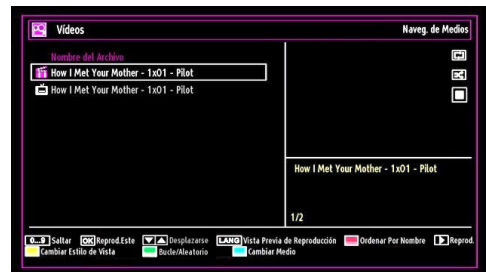 Vídeos
Naveg. de Medios
Nombre del Archivo
How I Met Your Mother - 1x01 - Pilot
How I Met Your Mother - 1x01 - Pilot
How I Met Your Mother - 1x01 - Pilot
1/2
0...9 Saltar OK Reprod.Este Desplazarse LANG Vista Previa de Reproducción Ordenar Por Nombre Reprod.
Cambiar Estilo de Vista Bucle/Aleatorio Cambiar Medio